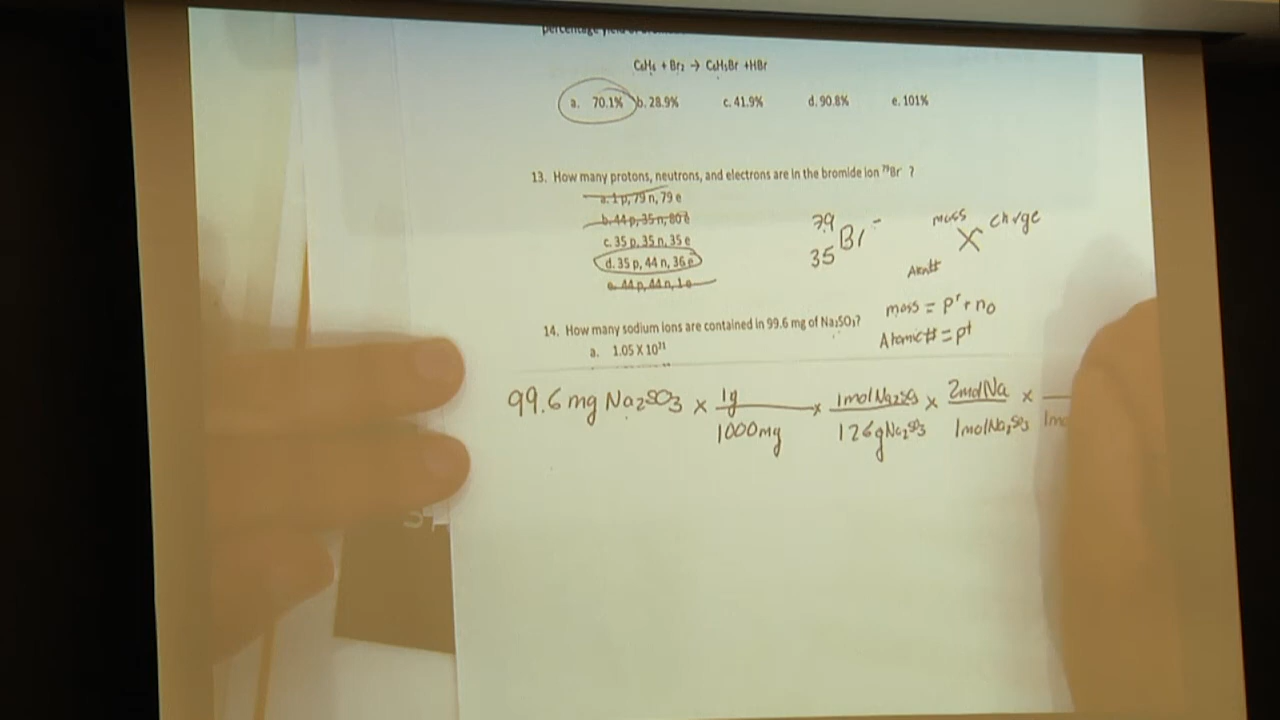 percentage yield of
C₆H₆ + Br₂ → C₆H₅Br +HBr
a. 70.1% b. 28.9% c. 41.9% d. 90.8% e. 101%
13. How many protons, neutrons, and electrons are in the bromide ion ⁷⁹Br⁻ ?
a. 1 p, 79 n, 79 e
b. 44 p, 35 n, 80 e
c. 35 p, 35 n, 35 e
d. 35 p, 44 n, 36 e
e. 44 p, 44 n, 1 e
79 Br -
35
mass charge
X
mass = p⁺ + n₀
Atomic# = p⁺
14. How many sodium ions are contained in 99.6 mg of Na₂SO₃?
a. 1.05 X 10²¹
99.6 mg Na₂SO₃ x 1g x 1mol Na₂SO₃ x 2mol Na x
1000mg 126g Na₂SO₃ 1mol Na₂SO₃